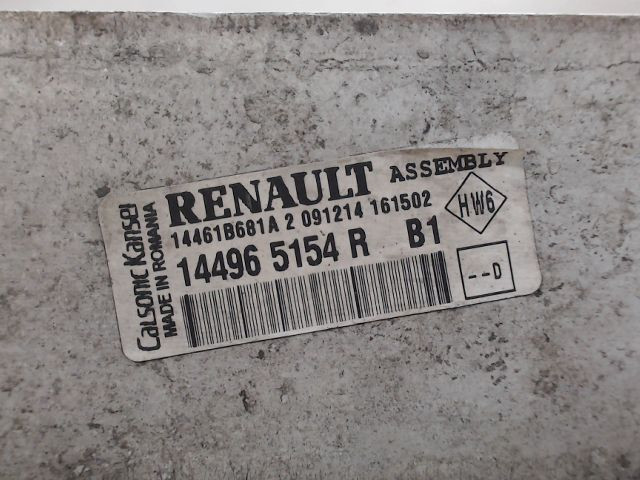 Calsonic Kansei
MADE IN ROMANIA
RENAULT ASSEMBLY
14461B681A 2 091214 161502
14496 5154 R B1
HW6
--D